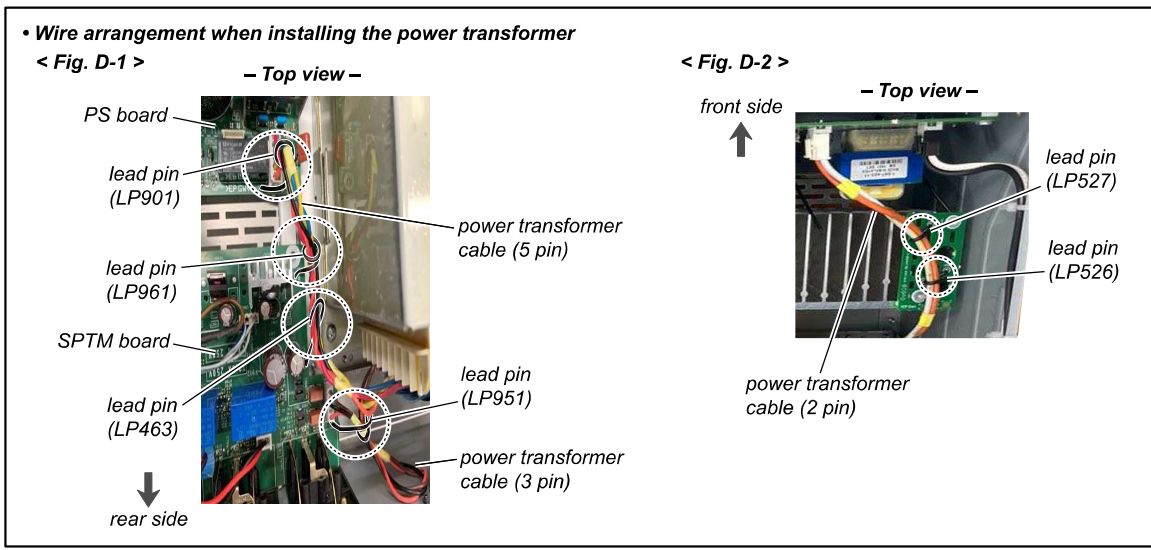 • Wire arrangement when installing the power transformer
< Fig. D-1 >
– Top view –
PS board
lead pin
(LP901)
power transformer
cable (5 pin)
lead pin
(LP961)
SPTM board
lead pin
(LP951)
lead pin
(LP463)
power transformer
cable (3 pin)
rear side
< Fig. D-2 >
– Top view –
front side
lead pin
(LP527)
lead pin
(LP526)
power transformer
cable (2 pin)